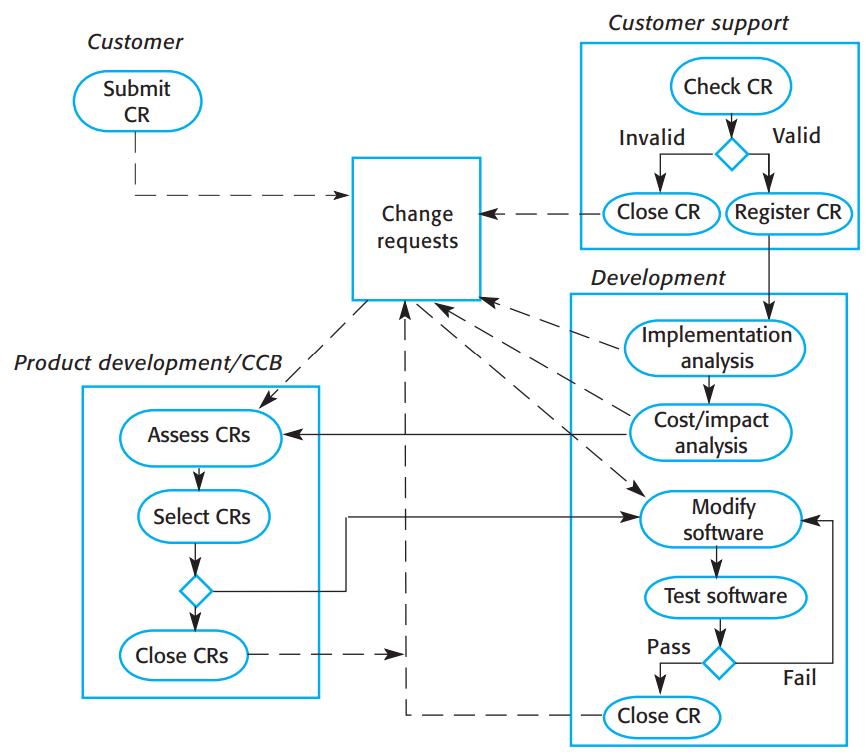 Customer
Submit
CR
Customer support
Check CR
Invalid
Valid
Close CR
Register CR
Change
requests
Development
Implementation
analysis
Cost/impact
analysis
Product development/CCB
Assess CRs
Select CRs
Close CRs
Modify
software
Test software
Pass
Fail
Close CR